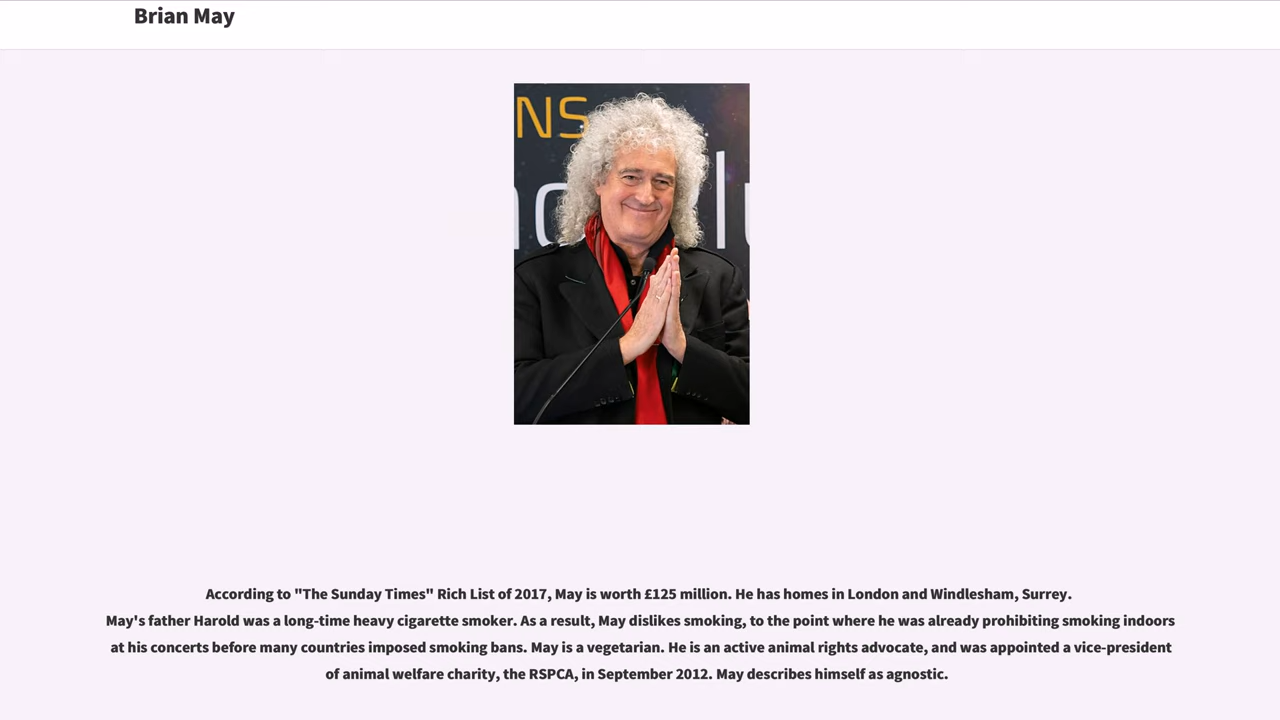 Brian May
NS
According to "The Sunday Times" Rich List of 2017, May is worth £125 million. He has homes in London and Windlesham, Surrey.
May's father Harold was a long-time heavy cigarette smoker. As a result, May dislikes smoking, to the point where he was already prohibiting smoking indoors
at his concerts before many countries imposed smoking bans. May is a vegetarian. He is an active animal rights advocate, and was appointed a vice-president
of animal welfare charity, the RSPCA, in September 2012. May describes himself as agnostic.